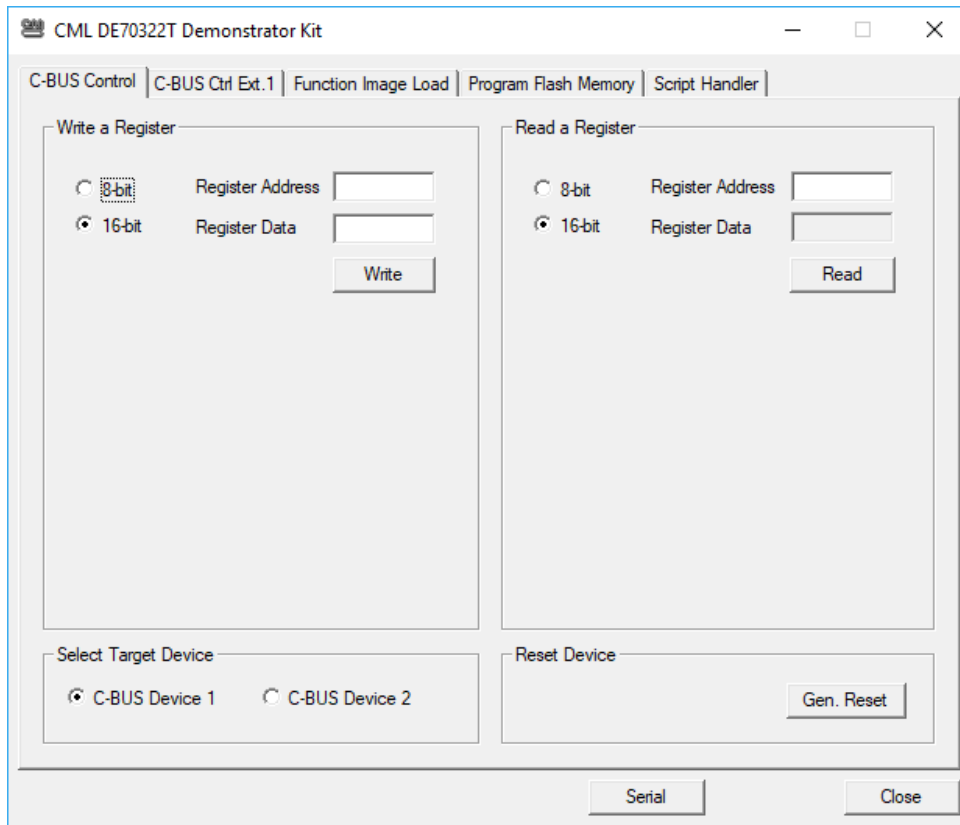 CML DE70322T Demonstrator Kit
C-BUS Control C-BUS Ctrl Ext.1 Function Image Load Program Flash Memory Script Handler
Write a Register
8-bit Register Address
16-bit Register Data
Write
Read a Register
8-bit Register Address
16-bit Register Data
Read
Select Target Device
C-BUS Device 1 C-BUS Device 2
Reset Device
Gen. Reset
Serial Close